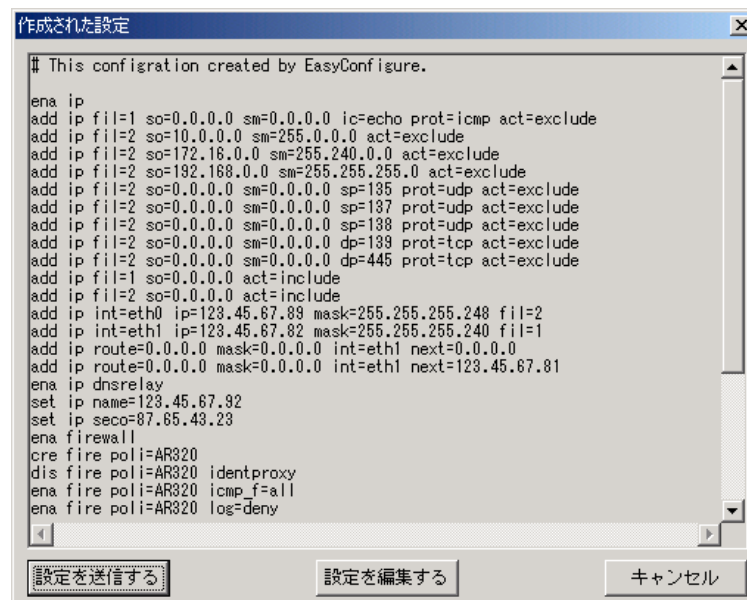 作成された設定
# This configration created by EasyConfigure.
ena ip
add ip fil=1 so=0.0.0.0 sm=0.0.0.0 ic=echo prot=icmp act=exclude
add ip fil=2 so=10.0.0.0 sm=255.0.0.0 act=exclude
add ip fil=2 so=172.16.0.0 sm=255.240.0.0 act=exclude
add ip fil=2 so=192.168.0.0 sm=255.255.255.0 act=exclude
add ip fil=2 so=0.0.0.0 sm=0.0.0.0 sp=135 prot=udp act=exclude
add ip fil=2 so=0.0.0.0 sm=0.0.0.0 sp=137 prot=udp act=exclude
add ip fil=2 so=0.0.0.0 sm=0.0.0.0 sp=138 prot=udp act=exclude
add ip fil=2 so=0.0.0.0 sm=0.0.0.0 dp=139 prot=tcp act=exclude
add ip fil=2 so=0.0.0.0 sm=0.0.0.0 dp=445 prot=tcp act=exclude
add ip fil=1 so=0.0.0.0 act=include
add ip fil=2 so=0.0.0.0 act=include
add ip int=eth0 ip=123.45.67.89 mask=255.255.255.248 fil=2
add ip int=eth1 ip=123.45.67.82 mask=255.255.255.240 fil=1
add ip route=0.0.0.0 mask=0.0.0.0 int=eth1 next=0.0.0.0
add ip route=0.0.0.0 mask=0.0.0.0 int=eth1 next=123.45.67.81
ena ip dnsrelay
set ip name=123.45.67.92
set ip seco=87.65.43.23
ena firewall
cre fire poli=AR320
dis fire poli=AR320 identproxy
ena fire poli=AR320 icmp_f=all
ena fire poli=AR320 log=deny
設定を送信する
設定を編集する
キャンセル